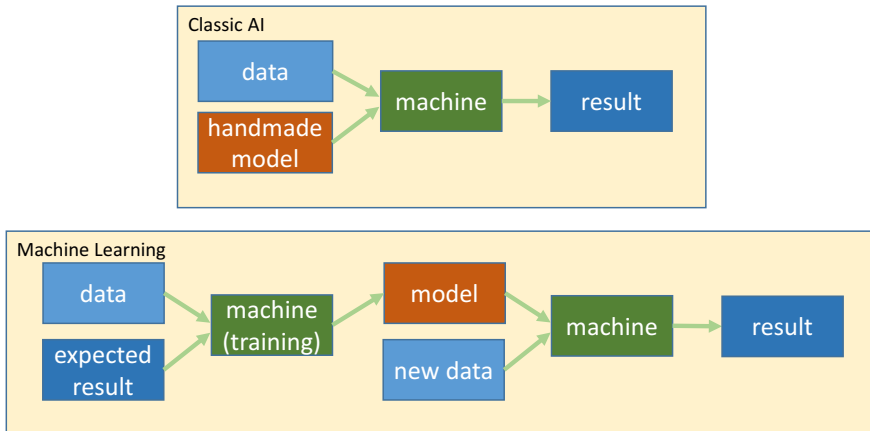 Classic AI
data
machine
result
handmade
model
Machine Learning
data
machine
(training)
model
machine
result
expected
result
new data